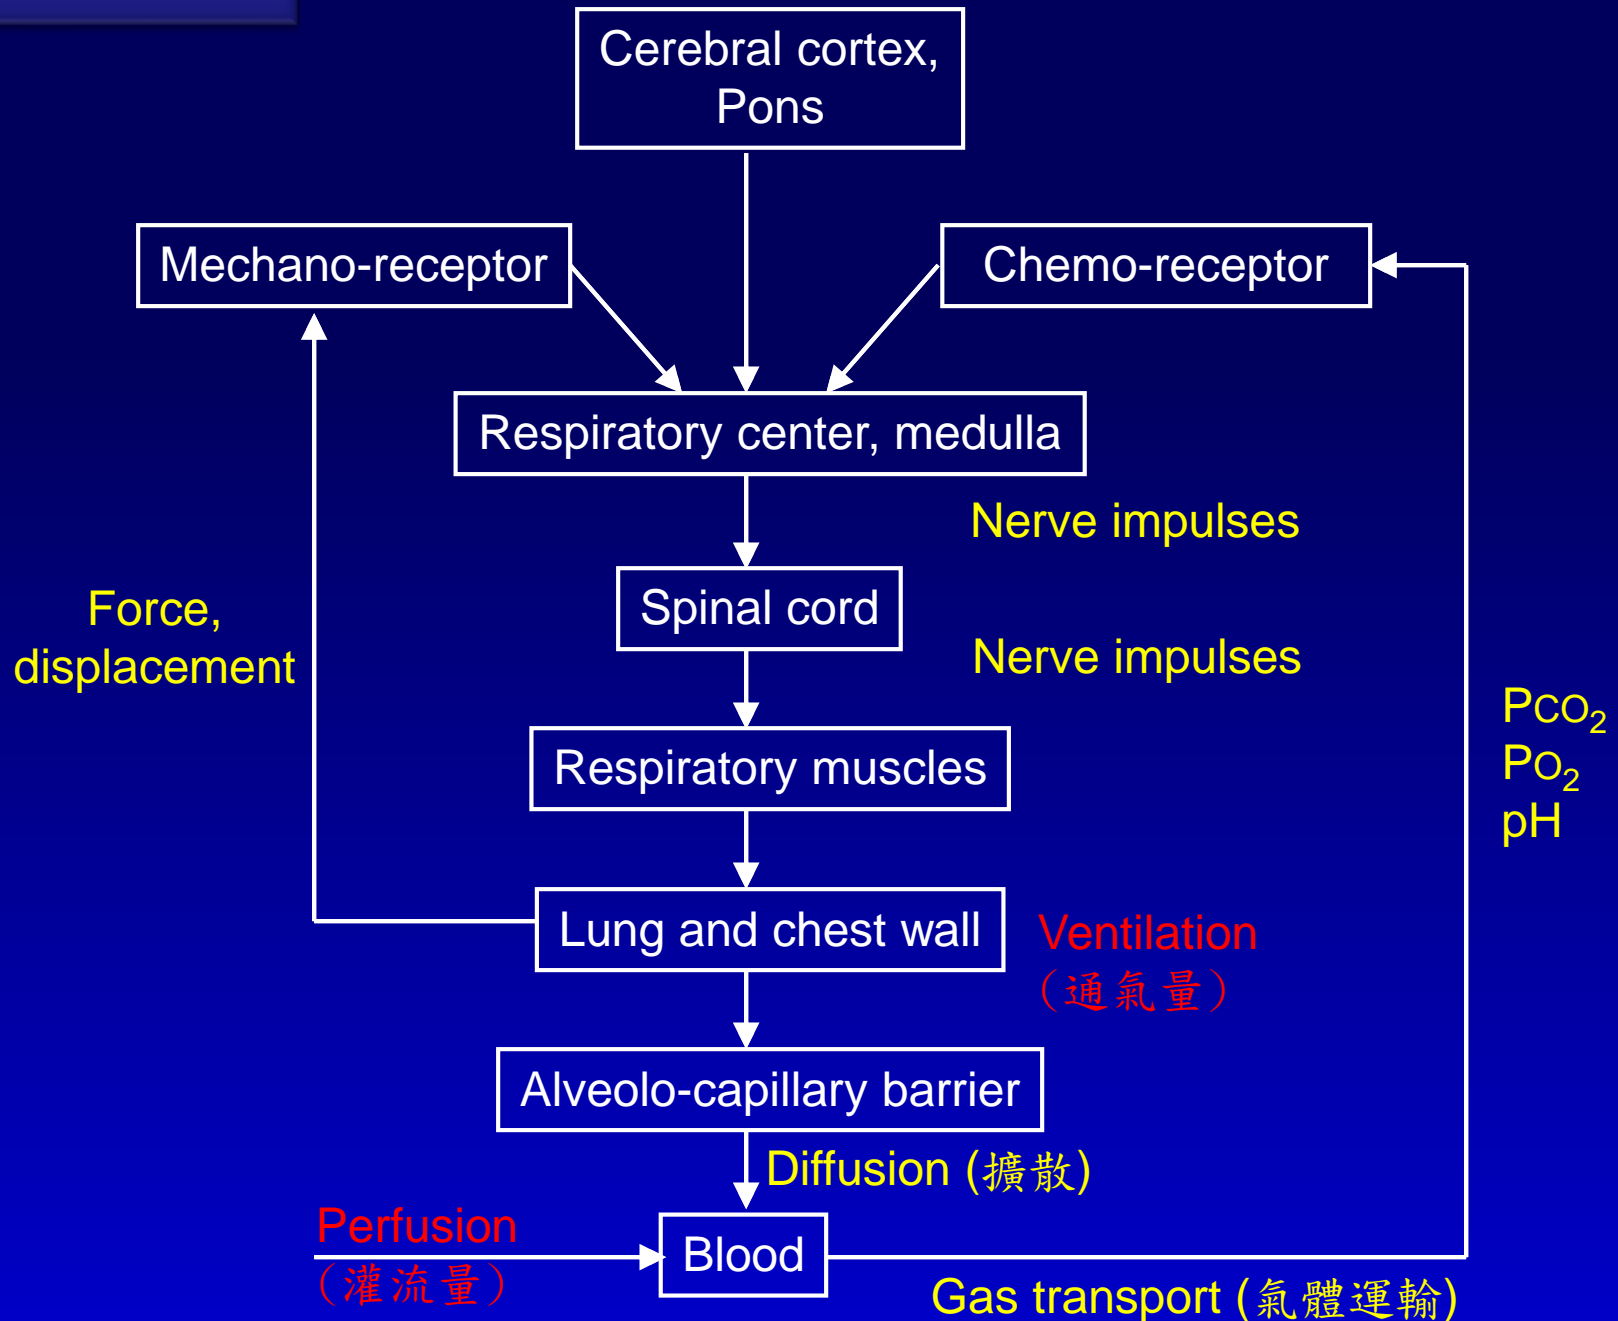 Cerebral cortex,
Pons
Mechano-receptor
Chemo-receptor
Respiratory center, medulla
Nerve impulses
Spinal cord
Force,
displacement
Nerve impulses
PCO₂
PO₂
pH
Respiratory muscles
Lung and chest wall
Ventilation
(通氣量)
Alveolo-capillary barrier
Diffusion (擴散)
Perfusion
(灌流量)
Blood
Gas transport (氣體運輸)